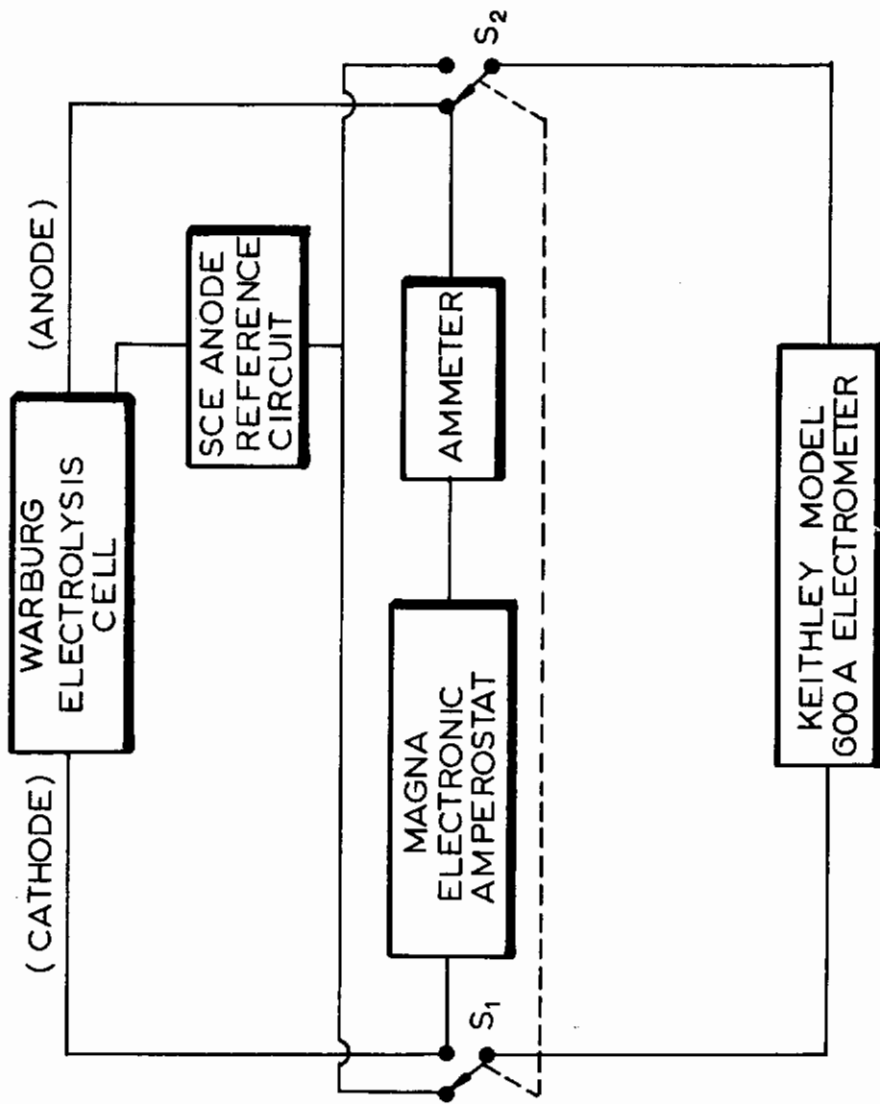 (CATHODE)
WARBURG
ELECTROLYSIS
CELL
(ANODE)
SCE ANODE
REFERENCE
CIRCUIT
MAGNA
ELECTRONIC
AMPEROSTAT
AMMETER
S1
S2
KEITHLEY MODEL
600 A ELECTROMETER